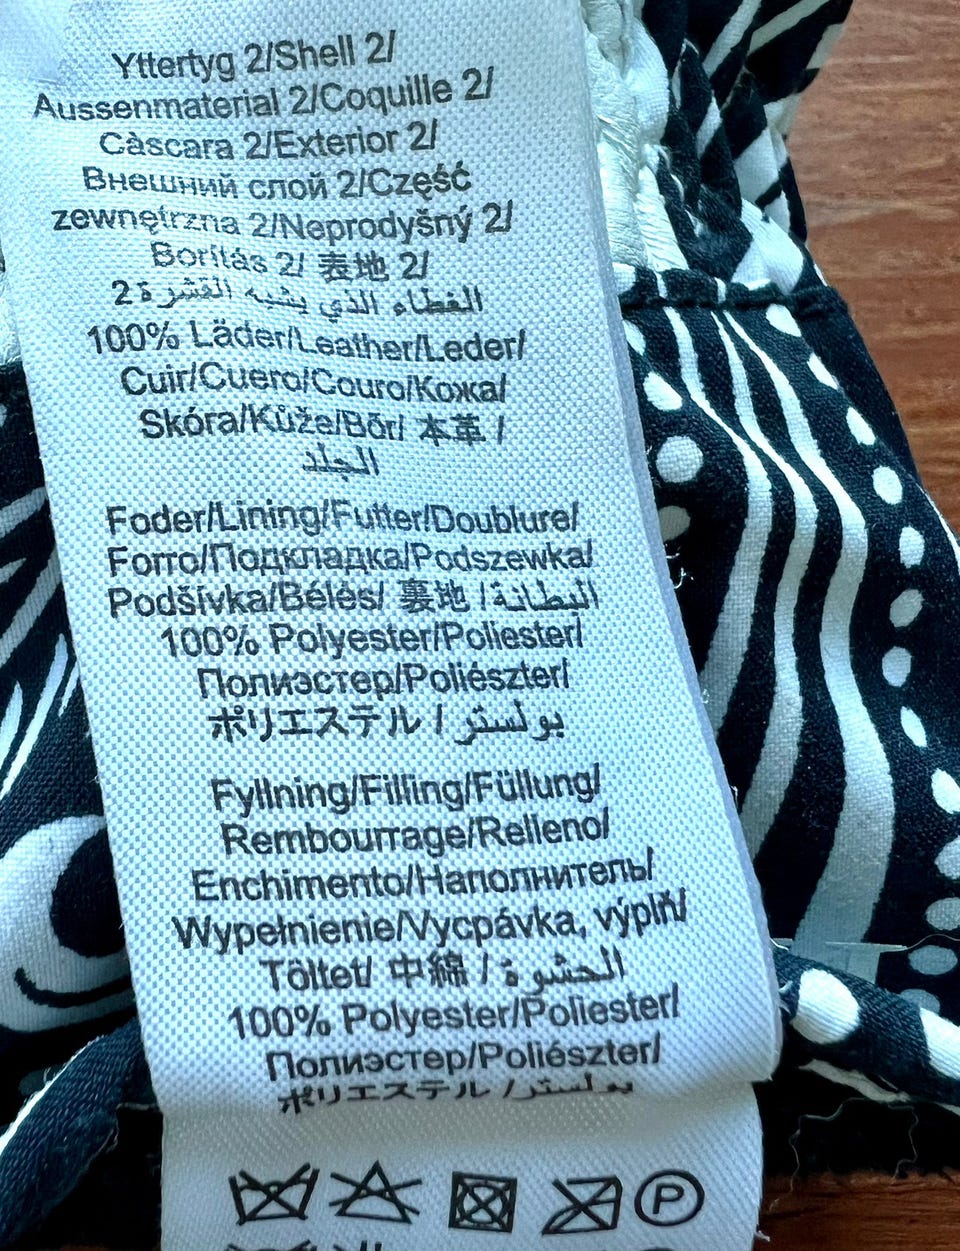 Yttertyg 2/Shell 2/
Aussenmaterial 2/Coquille 2/
Càscara 2/Exterior 2/
Внешний слой 2/Część
zewnętrzna 2/Neprodyšný 2/
Borítás 2/ 表地 2/
الغطاء الذي يشبه القشرة 2
100% Läder/Leather/Leder/
Cuir/Cuero/Couro/Кожа/
Skóra/Kůže/Bőr/ 本革 /
الجلد
Foder/Lining/Futter/Doublure/
Forro/Подкладка/Podszewka/
Podšívka/Bélés/ 裏地 /البطانة/
100% Polyester/Poliester/
Полиэстер/Poliészter/
ポリエステル / بولستر
Fyllning/Filling/Füllung/
Rembourrage/Relleno/
Enchimento/Наполнитель/
Wypełnienie/Vycpávka, výplň/
Töltet/ 中綿 / الحشوة
100% Polyester/Poliester/
Полиэстер/Poliészter/
ポリエステル / بولستر
P